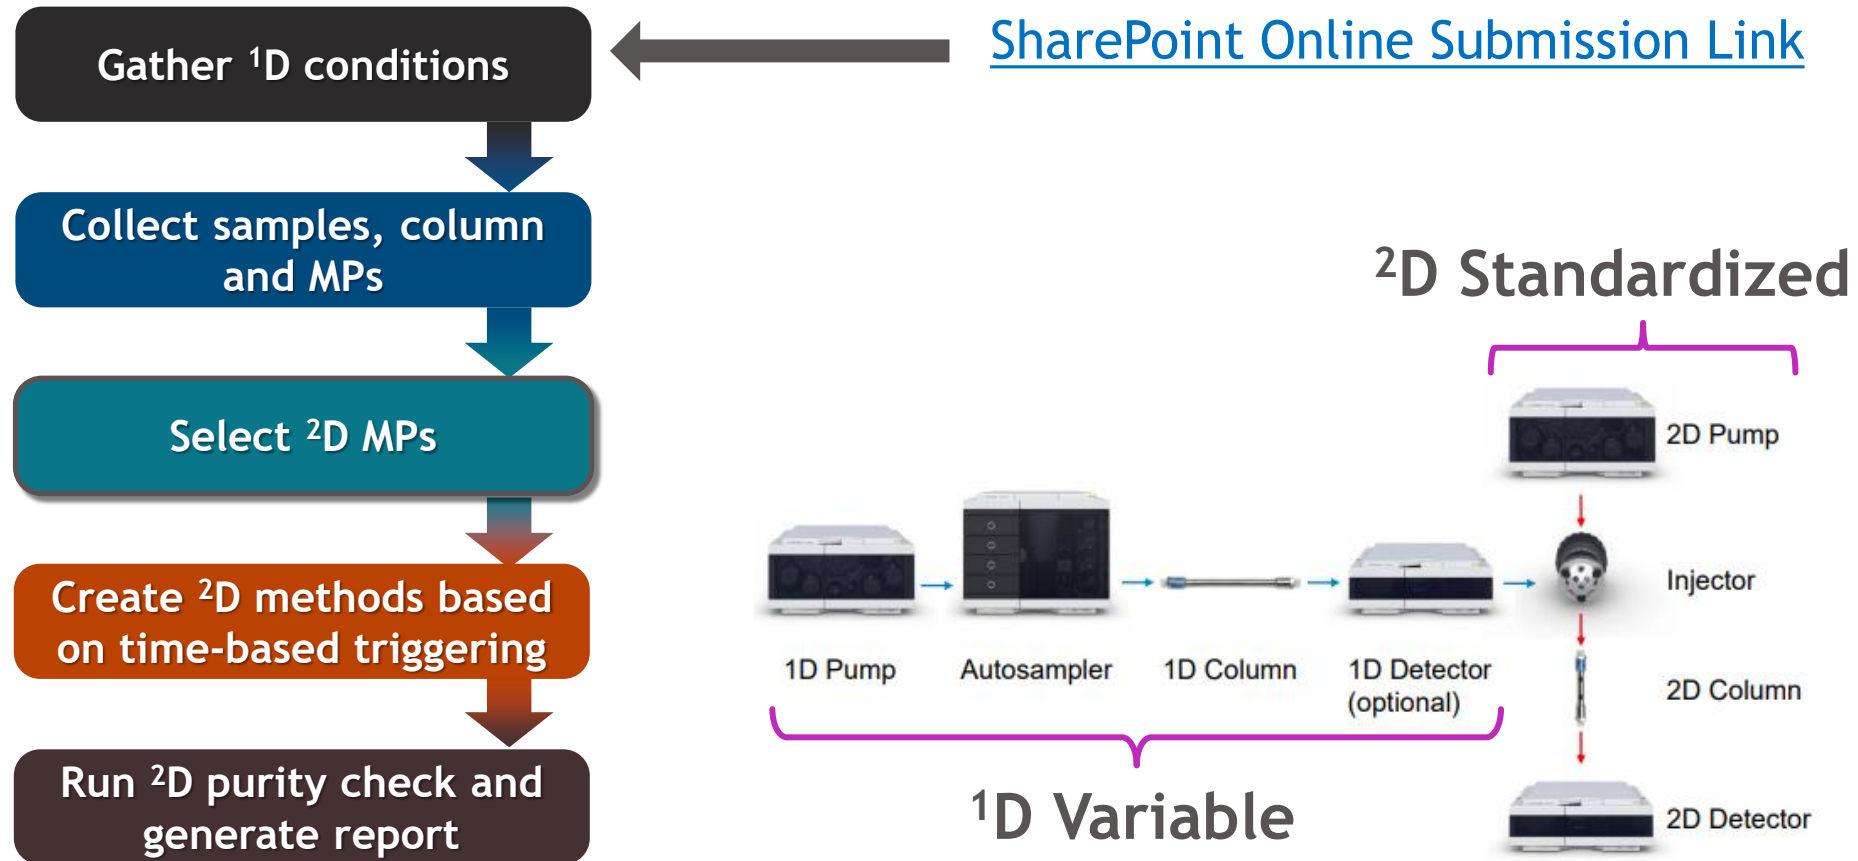 Gather ¹D conditions
SharePoint Online Submission Link
Collect samples, column
and MPs
Select ²D MPs
Create ²D methods based
on time-based triggering
Run ²D purity check and
generate report
²D Standardized
2D Pump
Injector
2D Column
2D Detector
1D Pump
Autosampler
1D Column
1D Detector
(optional)
¹D Variable